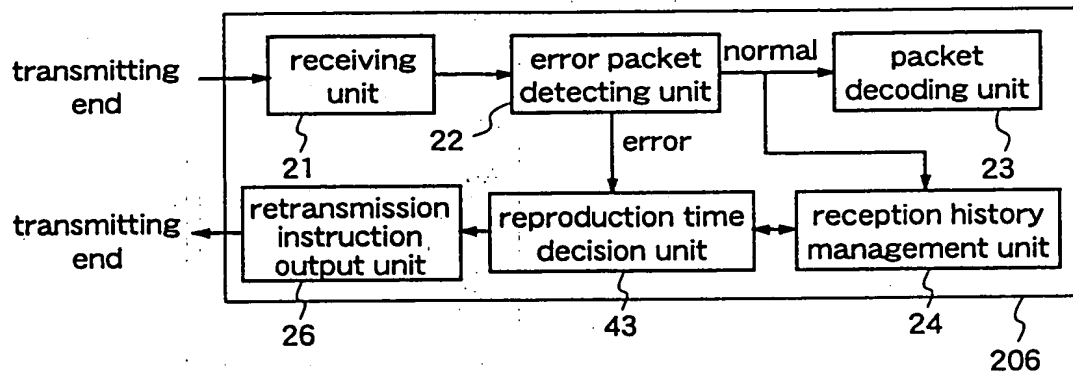 transmitting
end
receiving
unit
21
error packet
detecting unit
22
normal
packet
decoding unit
23
error
transmitting
end
retransmission
instruction
output unit
26
reproduction time
decision unit
43
reception history
management unit
24
206